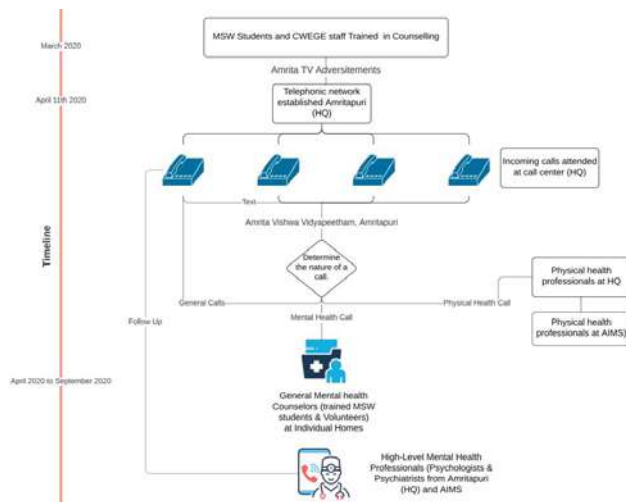 March 2020
MSW Students and CWEGE staff Trained in Counselling
Amrita TV Adversitements
April 11th 2020
Telephonic network
established Amritapuri
(HQ)
Incoming calls attended
at call center (HQ)
Text
Amrita Vishwa Vidyapeetham, Amritapuri
Timeline
Determine
the nature of a
call.
Physical health
professionals at HQ
General Calls
Physical Health Call
Follow Up
Mental Health Call
Physical health
professionals at AIMS)
April 2020 to September 2020
General Mental health
Counselors (trained MSW
students & Volunteers)
at Individual Homes
High-Level Mental Health
Professionals (Psychologists &
Psychiatrists from Amritapuri
(HQ) and AIMS